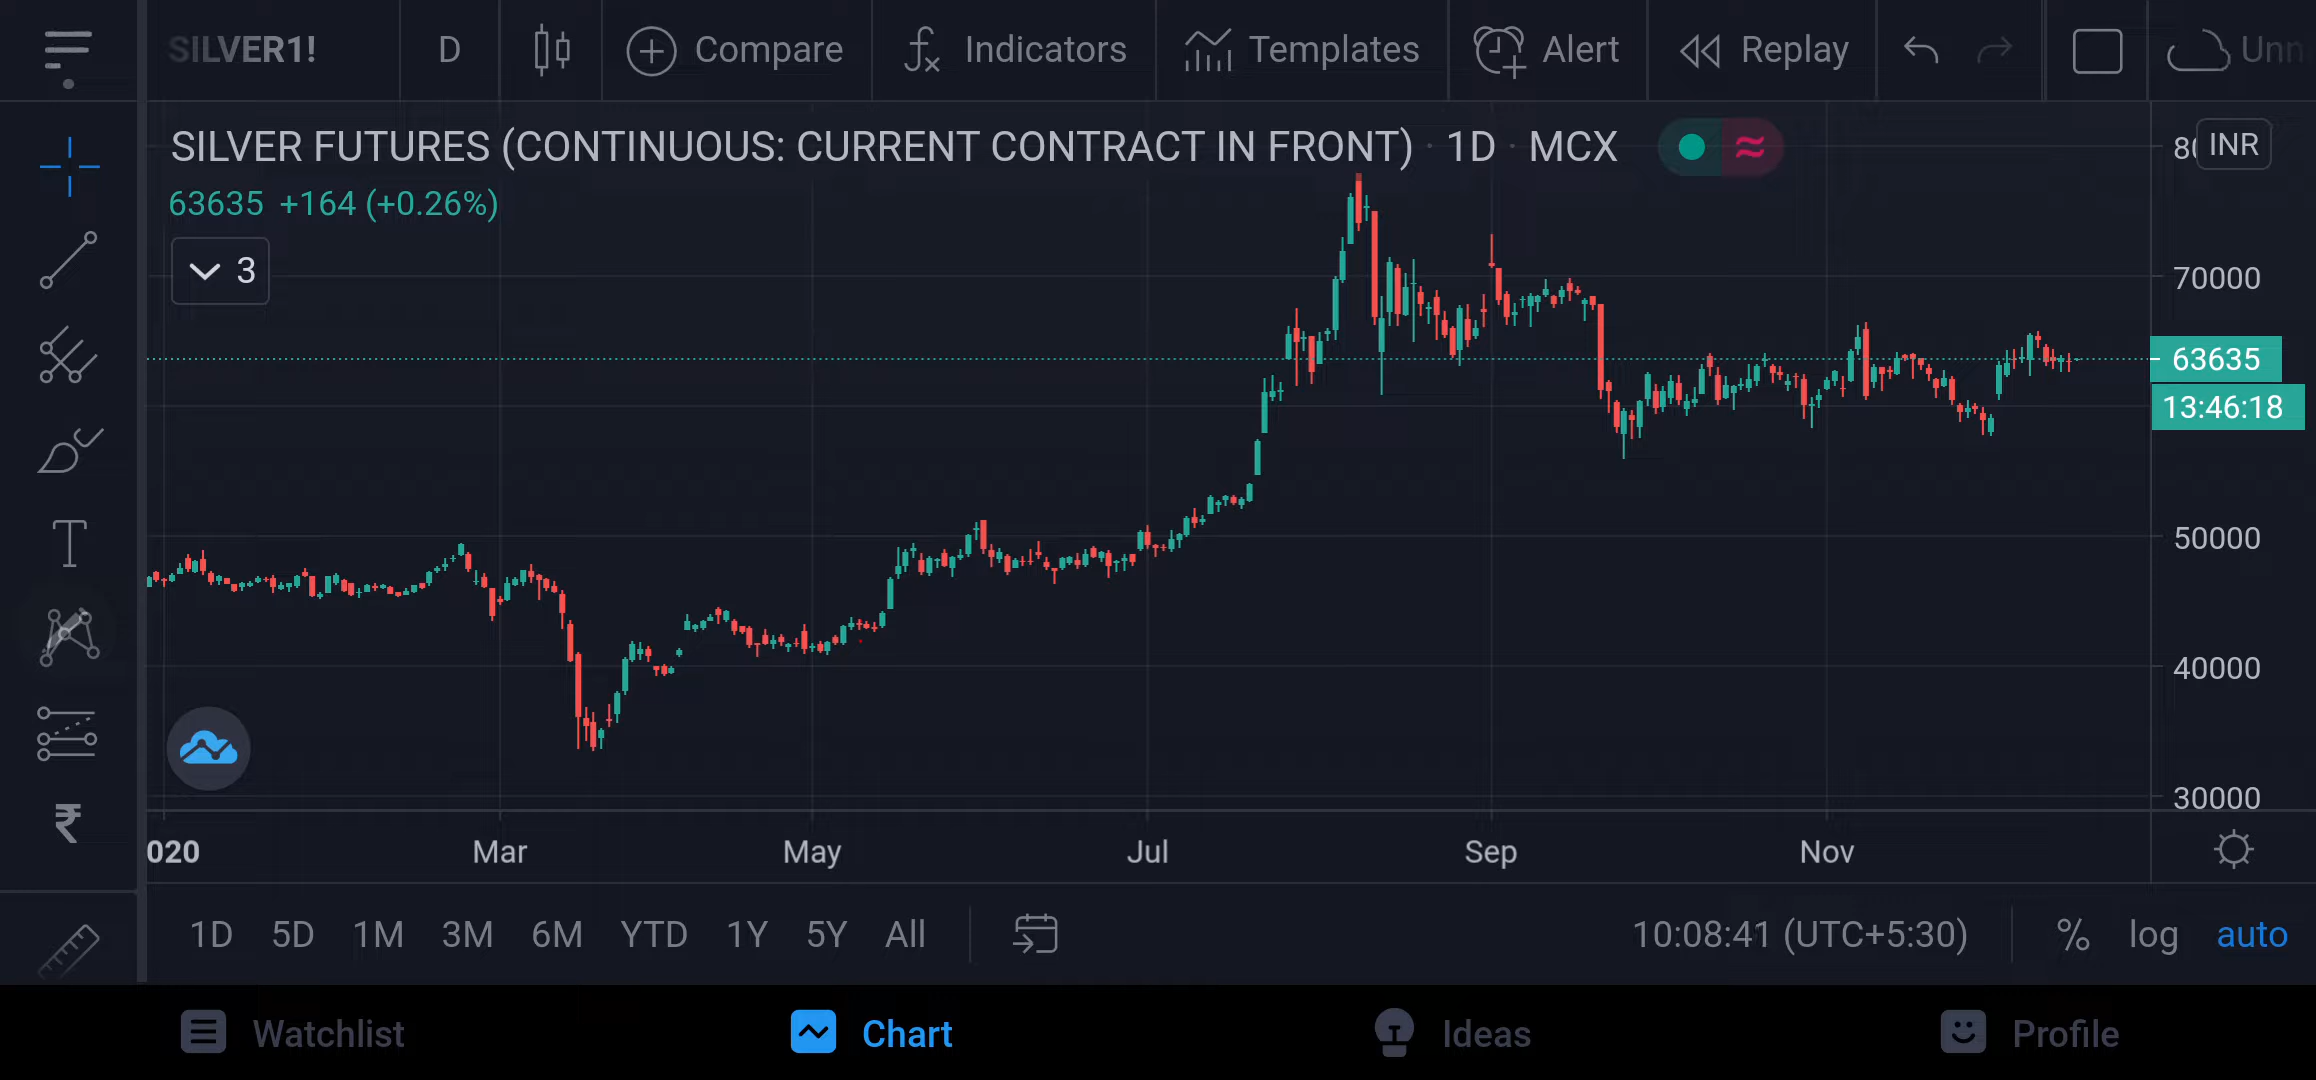 SILVER1! D Compare Indicators Templates Alert Replay Unn
SILVER FUTURES (CONTINUOUS: CURRENT CONTRACT IN FRONT) · 1D · MCX
80 INR
63635 +164 (+0.26%)
3
70000
63635
13:46:18
50000
40000
30000
020 Mar May Jul Sep Nov
1D 5D 1M 3M 6M YTD 1Y 5Y All 10:08:41 (UTC+5:30) % log auto
Watchlist Chart Ideas Profile